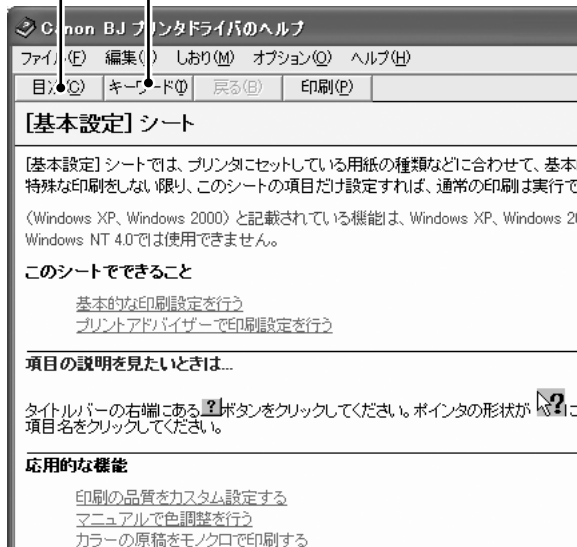 Canon BJ プリンタドライバのヘルプ
ファイル(F) 編集(E) しおり(M) オプション(O) ヘルプ(H)
目次(C) キーワード(I) 戻る(B) 印刷(P)
[基本設定] シート
[基本設定] シートでは、プリンタにセットしている用紙の種類などに合わせて、基本
特殊な印刷をしない限り、このシートの項目だけ設定すれば、通常の印刷は実行で
(Windows XP、Windows 2000) と記載されている機能は、Windows XP、Windows 20
Windows NT 4.0では使用できません。
このシートでできること
基本的な印刷設定を行う
プリントアドバイザーで印刷設定を行う
項目の説明を見たいときは...
タイトルバーの右端にある ? ボタンをクリックしてください。ポインタの形状が ? に
項目名をクリックしてください。
応用的な機能
印刷の品質をカスタム設定する
マニュアルで色調整を行う
カラーの原稿をモノクロで印刷する